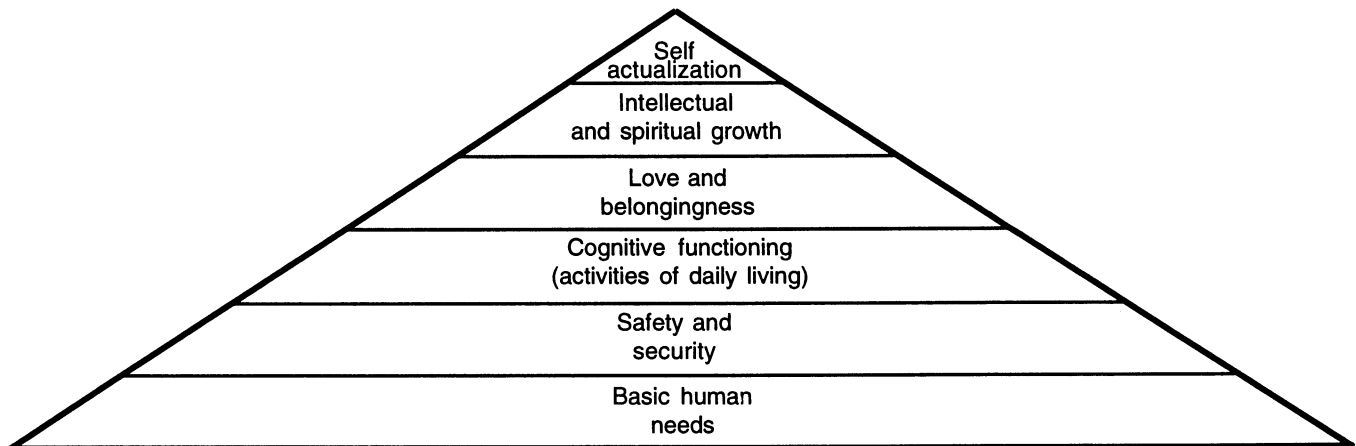 Self
actualization
Intellectual
and spiritual growth
Love and
belongingness
Cognitive functioning
(activities of daily living)
Safety and
security
Basic human
needs